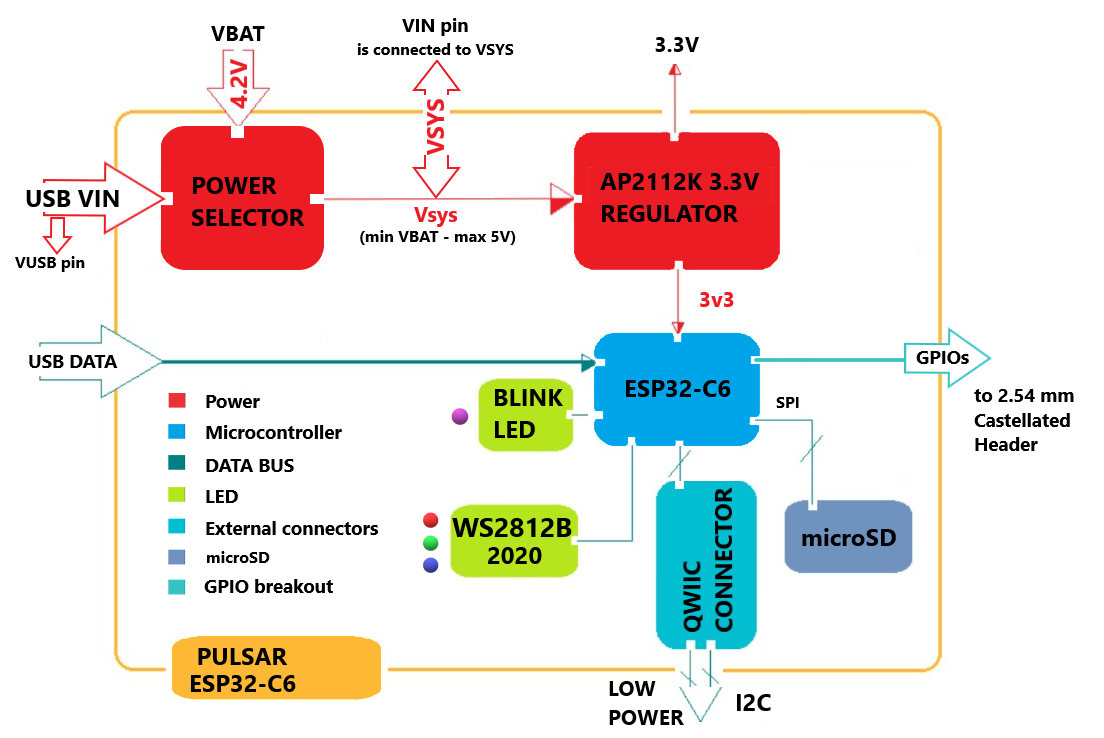 VBAT
4.2V
VIN pin
is connected to VSYS
VSYS
3.3V
USB VIN
VUSB pin
POWER
SELECTOR
Vsys
(min VBAT - max 5V)
AP2112K 3.3V
REGULATOR
3v3
USB DATA
ESP32-C6
GPIOs
to 2.54 mm
Castellated
Header
BLINK
LED
SPI
Power
Microcontroller
DATA BUS
LED
External connectors
microSD
GPIO breakout
WS2812B
2020
QWIIC
CONNECTOR
microSD
PULSAR
ESP32-C6
LOW
POWER
I2C